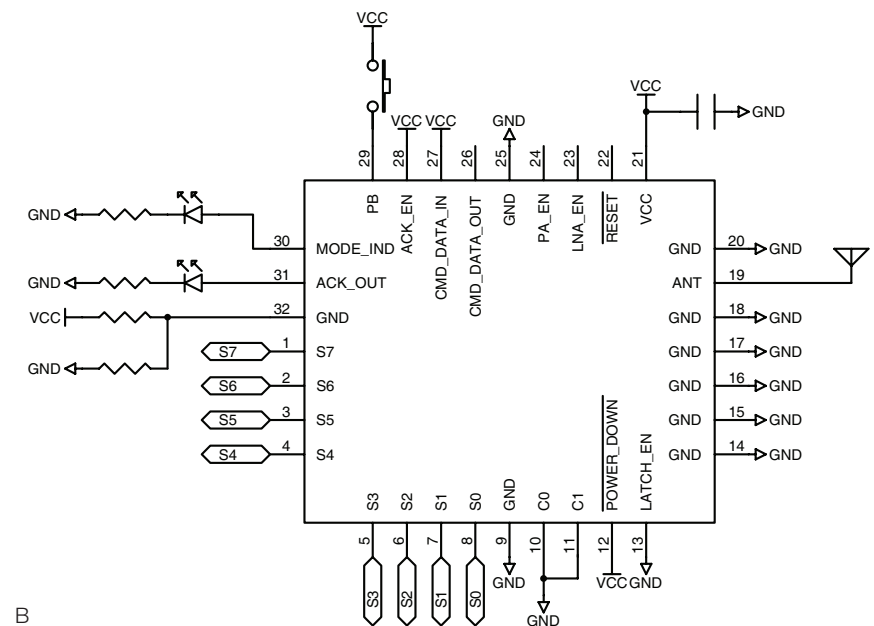 VCC
VCC VCC
GND
VCC
GND
29 28 27 26 25 24 23 22 21
PB ACK_EN CMD_DATA_IN CMD_DATA_OUT GND PA_EN LNA_EN RESET VCC
GND
30 MODE_IND
GND 20 GND
GND
31 ACK_OUT
ANT 19
VCC
32 GND
GND 18 GND
GND
S7 1 S7
GND 17 GND
S6 2 S6
GND 16 GND
S5 3 S5
GND 15 GND
S4 4 S4
GND 14 GND
S3 S2 S1 S0 GND C0 C1 POWER_DOWN LATCH_EN
5 6 7 8 9 10 11 12 13
S3 S2 S1 S0
GND
VCC GND
GND
B